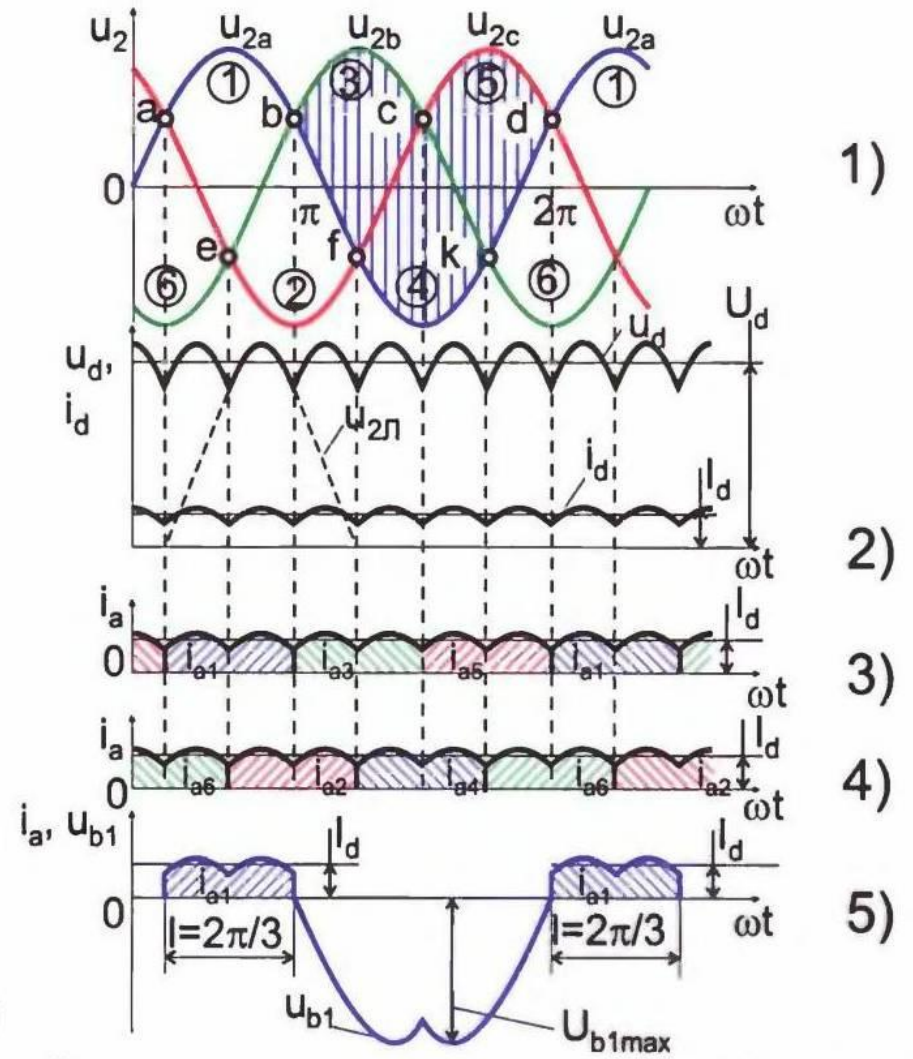 u2 u2a u2b u2c u2a
① ③ ⑤ ①
a b c d
1)
0 π 2π ωt
e f k
⑥ ② ④ ⑥
Ud
ud
ud,
id
u2Л
id Id
ωt
2)
ia Id
0 ia1 ia3 ia5 ia1
ωt
3)
ia Id
0 ia6 ia2 ia4 ia6 ia2
ωt
4)
ia, ub1
Id Id
ia1 ia1
0 ωt
5)
l=2π/3 l=2π/3
ub1 Ub1max